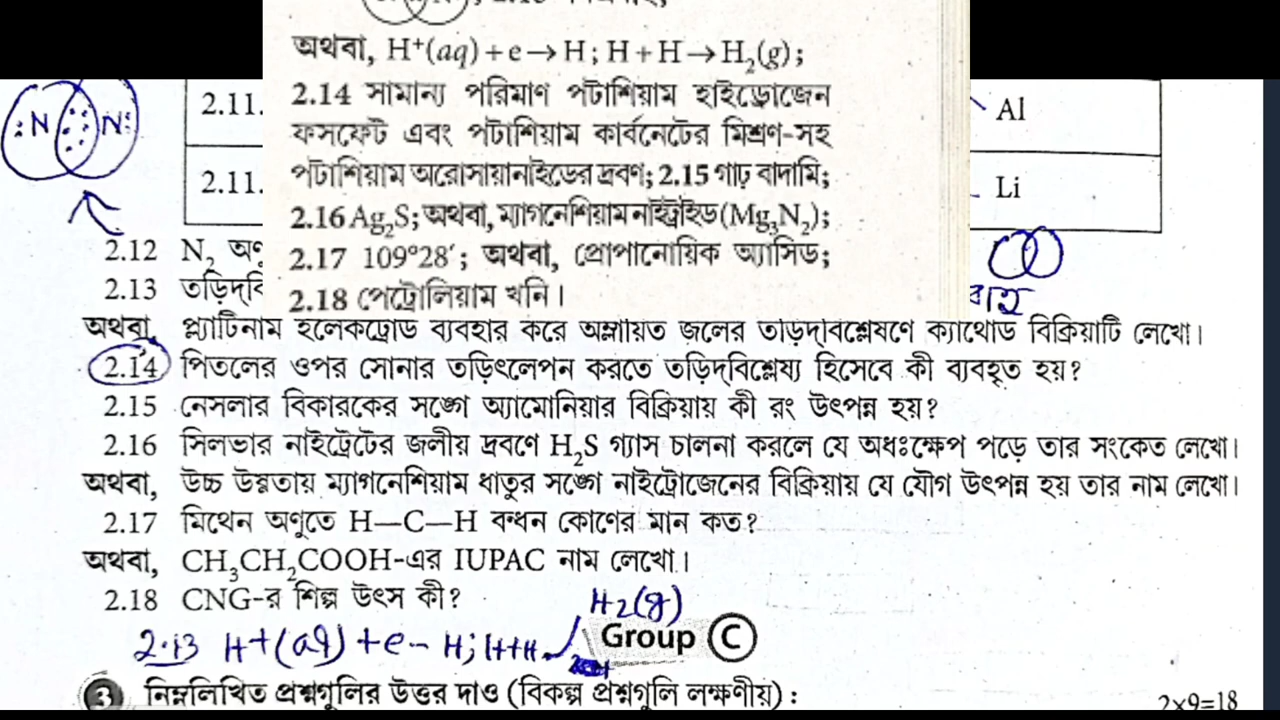 অথবা, H⁺(aq) + e → H; H + H → H₂(g);
2.14 সামান্য পরিমাণ পটাশিয়াম হাইড্রোজেন
ফসফেট এবং পটাশিয়াম কার্বনেটের মিশ্রণ-সহ
পটাশিয়াম অরোসায়ানাইডের দ্রবণ; 2.15 গাঢ় বাদামি;
2.16 Ag₂S; অথবা, ম্যাগনেশিয়াম নাইট্রাইড (Mg₃N₂);
2.17 109°28′; অথবা, প্রোপানোয়িক অ্যাসিড;
2.18 পেট্রোলিয়াম খনি।
:N N:
2.11. Al
2.11. Li
2.12 N₂
2.13
অথবা, প্ল্যাটিনাম ইলেকট্রোড ব্যবহার করে অম্লায়িত জলের তড়িদ্‌বিশ্লেষণে ক্যাথোড বিক্রিয়াটি লেখো।
2.14 পিতলের ওপর সোনার তড়িৎলেপন করতে তড়িদ্‌বিশ্লেষ্য হিসেবে কী ব্যবহৃত হয়?
2.15 নেসলার বিকারকের সঙ্গে অ্যামোনিয়ার বিক্রিয়ায় কী রং উৎপন্ন হয়?
2.16 সিলভার নাইট্রেটের জলীয় দ্রবণে H₂S গ্যাস চালনা করলে যে অধঃক্ষেপ পড়ে তার সংকেত লেখো।
অথবা, উচ্চ উষ্ণতায় ম্যাগনেশিয়াম ধাতুর সঙ্গে নাইট্রোজেনের বিক্রিয়ায় যে যৌগ উৎপন্ন হয় তার নাম লেখো।
2.17 মিথেন অণুতে H—C—H বন্ধন কোণের মান কত?
অথবা, CH₃CH₂COOH-এর IUPAC নাম লেখো।
2.18 CNG-র শিল্প উৎস কী?
H2(g)
2.13 H+(aq) + e – H; H+H
Group C
3 নিম্নলিখিত প্রশ্নগুলির উত্তর দাও (বিকল্প প্রশ্নগুলি লক্ষণীয়) : 2×9=18